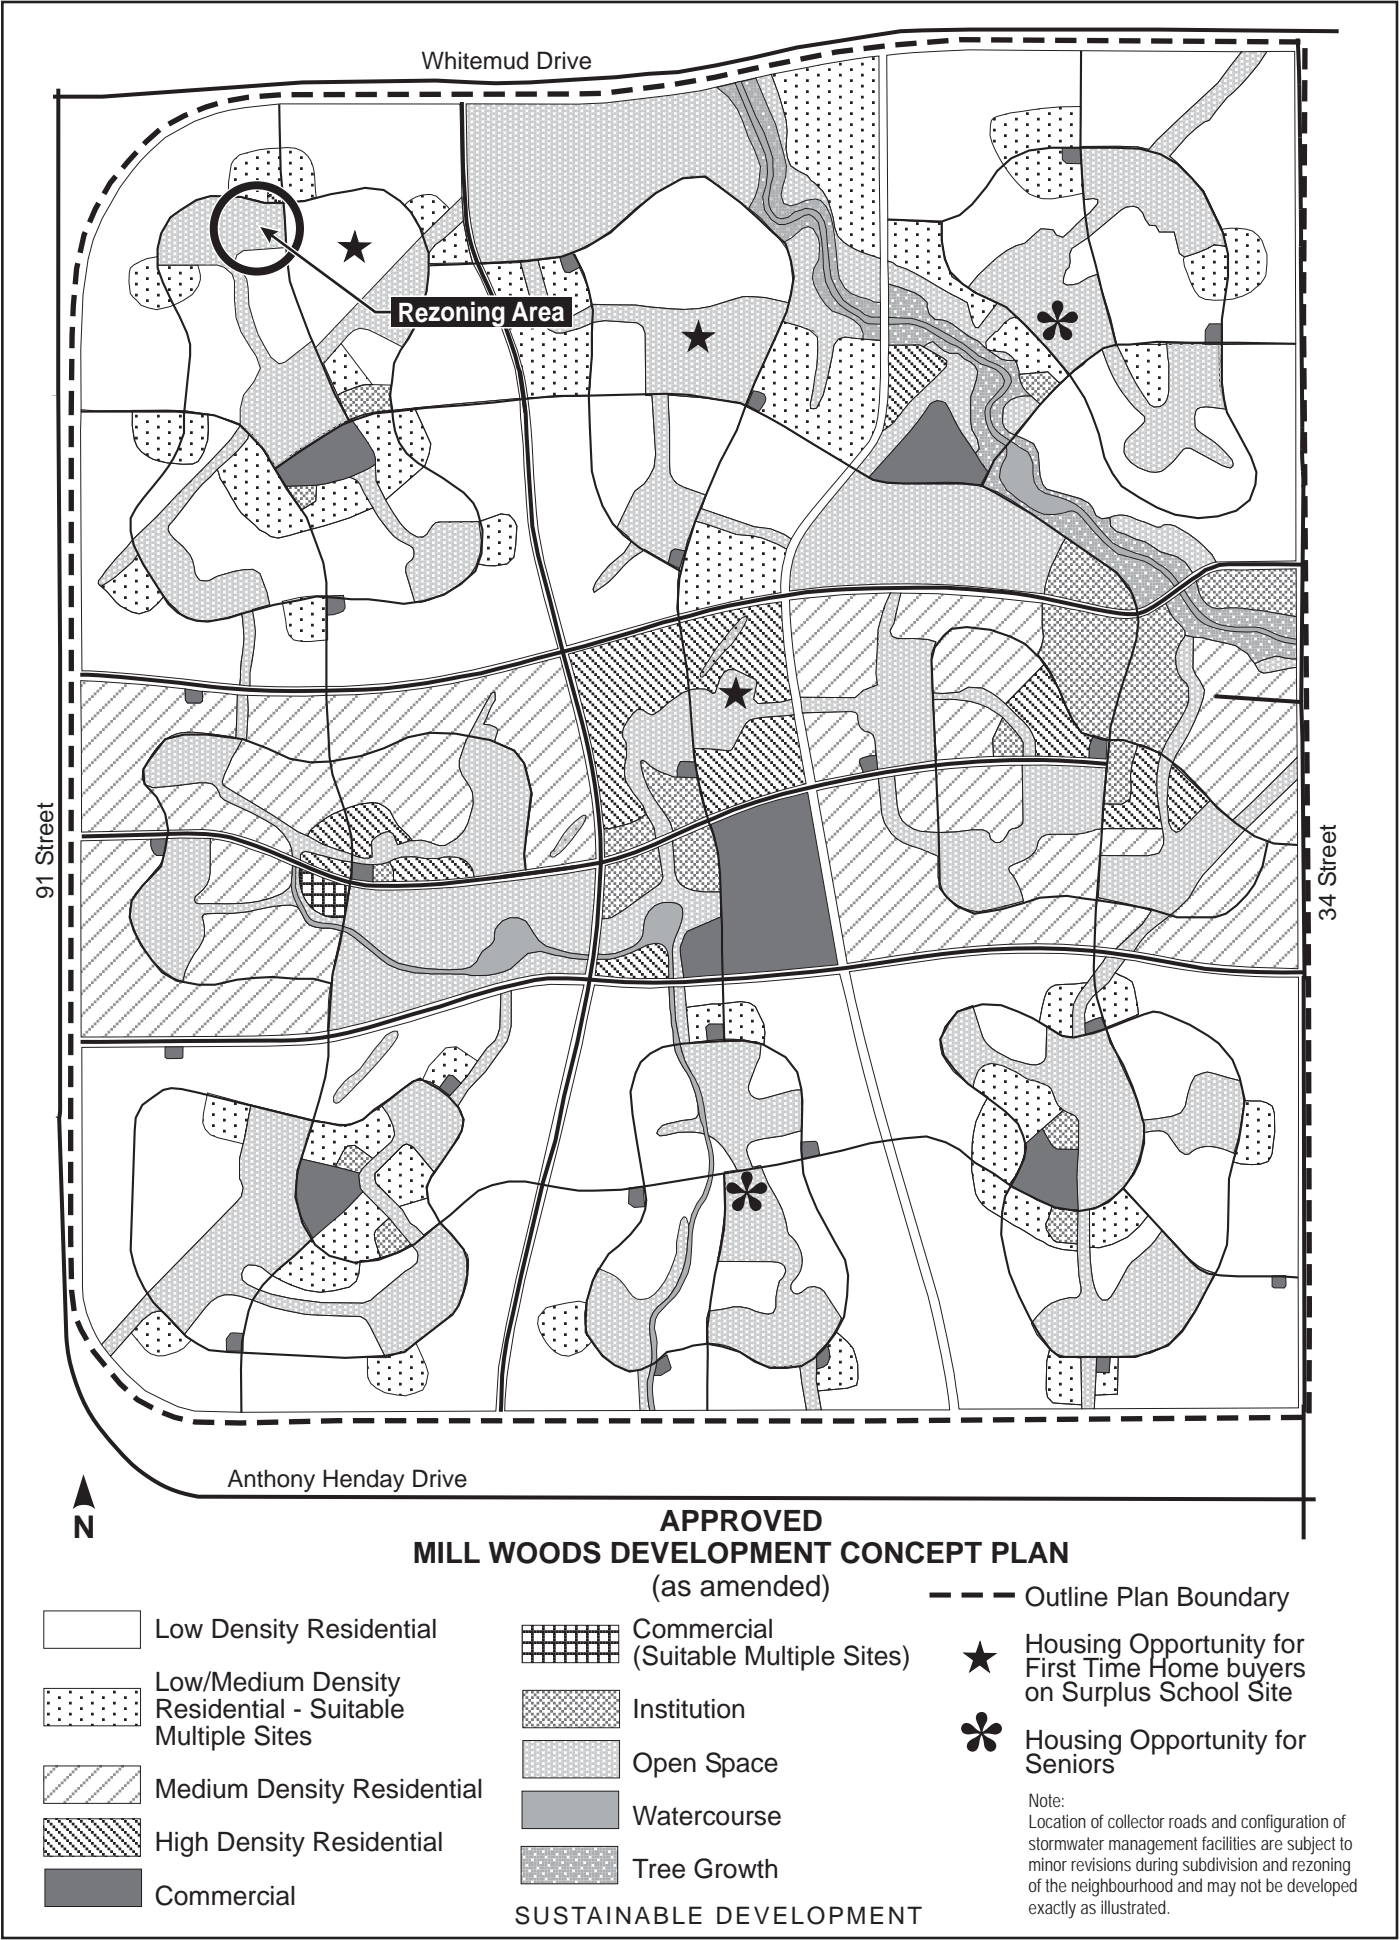 Whitemud Drive
Rezoning Area
91 Street
34 Street
Anthony Henday Drive
N
APPROVED
MILL WOODS DEVELOPMENT CONCEPT PLAN
(as amended)
Low Density Residential
Low/Medium Density
Residential - Suitable
Multiple Sites
Medium Density Residential
High Density Residential
Commercial
Commercial
(Suitable Multiple Sites)
Institution
Open Space
Watercourse
Tree Growth
SUSTAINABLE DEVELOPMENT
Outline Plan Boundary
Housing Opportunity for
First Time Home buyers
on Surplus School Site
Housing Opportunity for
Seniors
Note:
Location of collector roads and configuration of
stormwater management facilities are subject to
minor revisions during subdivision and rezoning
of the neighbourhood and may not be developed
exactly as illustrated.